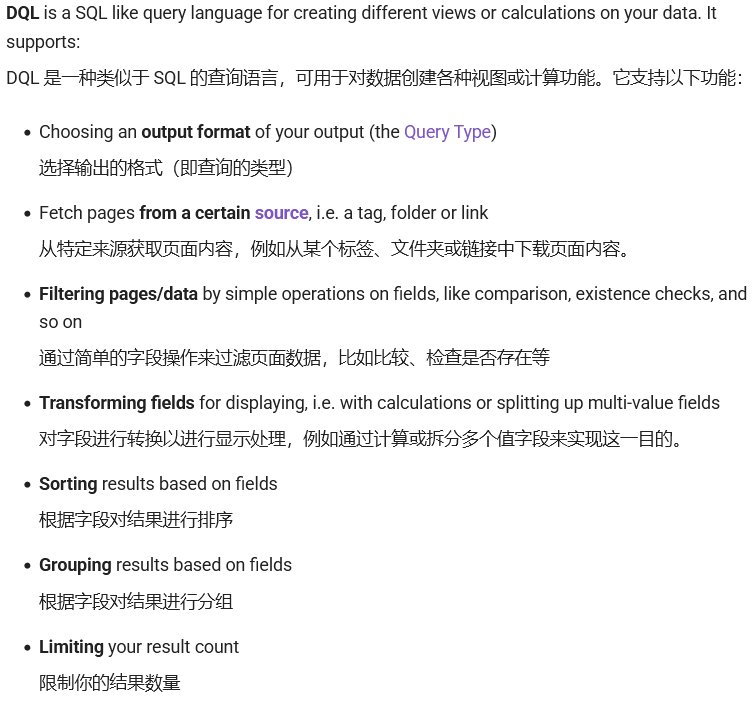 DQL is a SQL like query language for creating different views or calculations on your data. It
supports:
DQL 是一种类似于 SQL 的查询语言，可用于对数据创建各种视图或计算功能。它支持以下功能：
• Choosing an output format of your output (the Query Type)
选择输出的格式（即查询的类型）
• Fetch pages from a certain source, i.e. a tag, folder or link
从特定来源获取页面内容，例如从某个标签、文件夹或链接中下载页面内容。
• Filtering pages/data by simple operations on fields, like comparison, existence checks, and
so on
通过简单的字段操作来过滤页面数据，比如比较、检查是否存在等
• Transforming fields for displaying, i.e. with calculations or splitting up multi-value fields
对字段进行转换以进行显示处理，例如通过计算或拆分多个值字段来实现这一目的。
• Sorting results based on fields
根据字段对结果进行排序
• Grouping results based on fields
根据字段对结果进行分组
• Limiting your result count
限制你的结果数量